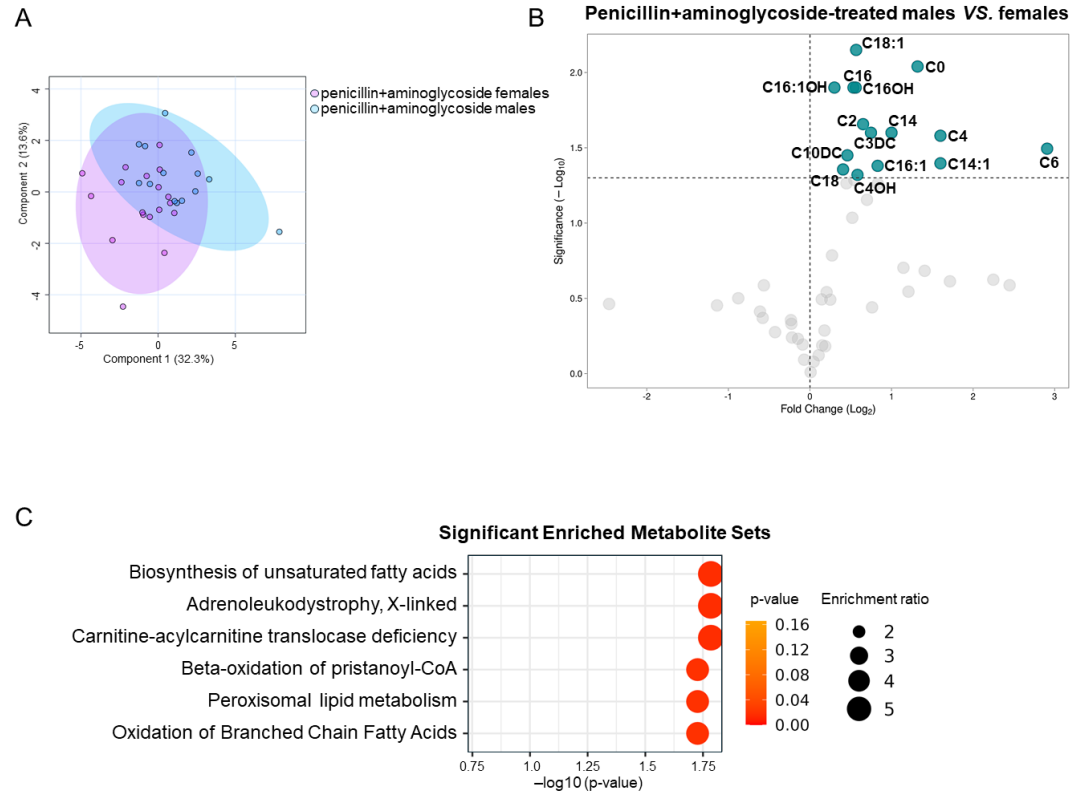 A
penicillin+aminoglycoside females
penicillin+aminoglycoside males
Component 2 (13.6%)
4
2
0
-2
-4
-5
0
5
Component 1 (32.3%)
B
Penicillin+aminoglycoside-treated males VS. females
Significance (−Log10)
2.0
1.5
1.0
0.5
0.0
C18:1
C0
C16
C16:1OH
C16OH
C2
C14
C3DC
C4
C10DC
C6
C16:1
C14:1
C18
C4OH
-2
-1
0
1
2
3
Fold Change (Log2)
C
Significant Enriched Metabolite Sets
Biosynthesis of unsaturated fatty acids
Adrenoleukodystrophy, X-linked
Carnitine-acylcarnitine translocase deficiency
Beta-oxidation of pristanoyl-CoA
Peroxisomal lipid metabolism
Oxidation of Branched Chain Fatty Acids
0.75
1.0
1.25
1.5
1.75
−log10 (p-value)
p-value
0.16
0.12
0.08
0.04
0.00
Enrichment ratio
2
3
4
5